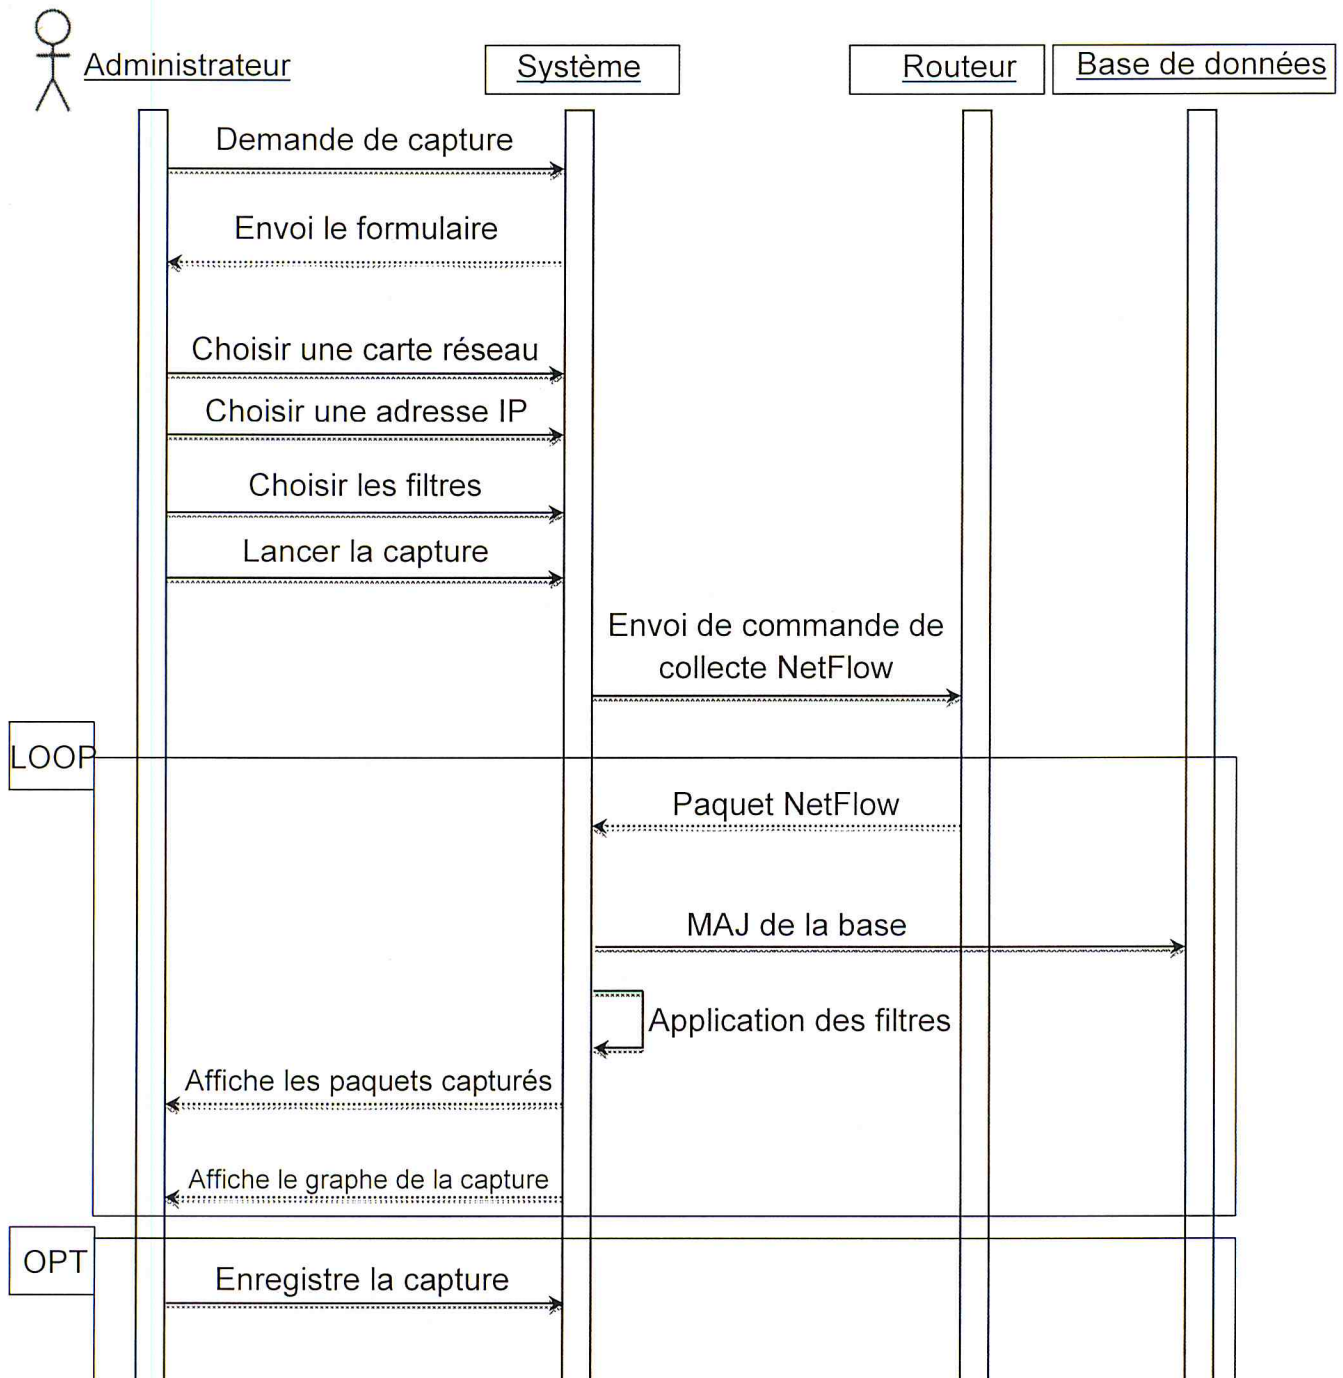 Administrateur
Système
Routeur
Base de données
Demande de capture
Envoi le formulaire
Choisir une carte réseau
Choisir une adresse IP
Choisir les filtres
Lancer la capture
Envoi de commande de
collecte NetFlow
LOOP
Paquet NetFlow
MAJ de la base
Application des filtres
Affiche les paquets capturés
Affiche le graphe de la capture
OPT
Enregistre la capture